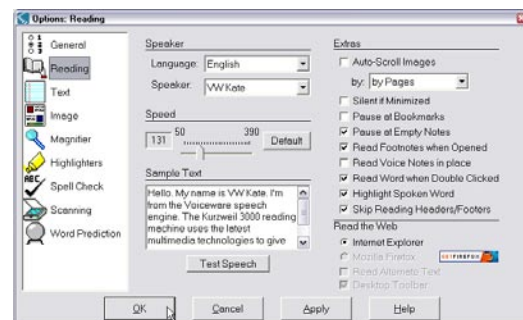 Options: Reading
General
Reading
Text
Image
Magnifier
Highlighters
ABC
Spell Check
Scanning
Word Prediction
Speaker
Language: English
Speaker: VW Kate
Speed
131 50 390 Default
Sample Text
Hello. My name is VW Kate. I'm
from the Voiceware speech
engine. The Kurzweil 3000 reading
machine uses the latest
multimedia technologies to give
Test Speech
Extras
Auto-Scroll Images
by: by Pages
Silent if Minimized
Pause at Bookmarks
Pause at Empty Notes
Read Footnotes when Opened
Read Voice Notes in place
Read Word when Double Clicked
Highlight Spoken Word
Skip Reading Headers/Footers
Read the Web
Internet Explorer
Mozilla Firefox GET FIREFOX
Read Alternate Text
Desktop Toolbar
OK Cancel Apply Help